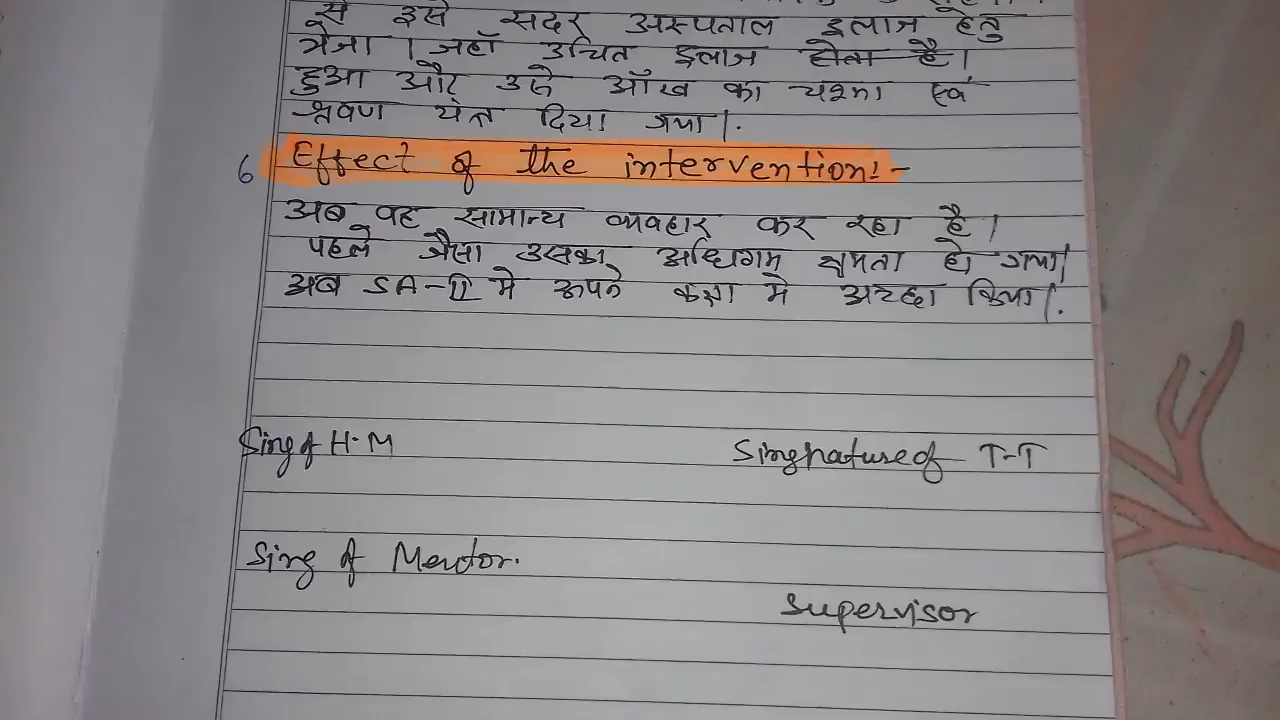 से इसे सदर अस्पताल इलाज हेतु
भेजा । जहाँ उचित इलाज होता है।
हुआ और उसे आँख का चश्मा एवं
श्रवण यंत्र दिया गया।.
6 Effect of the intervention:-
अब वह सामान्य व्यवहार कर रहा है।
पहले जैसा उसका अधिगम क्षमता हो गया।
अब SA-II मे अपने कक्षा मे अच्छा किया।.
Sing of H.M Singnature of T-T
Sing of Mentor.
Supervisor